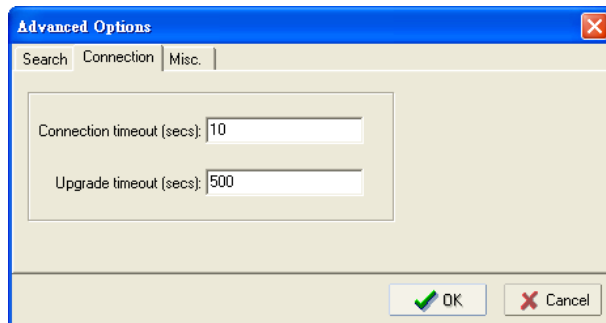 Advanced Options
Search Connection Misc.
Connection timeout (secs): 10
Upgrade timeout (secs): 500
OK Cancel